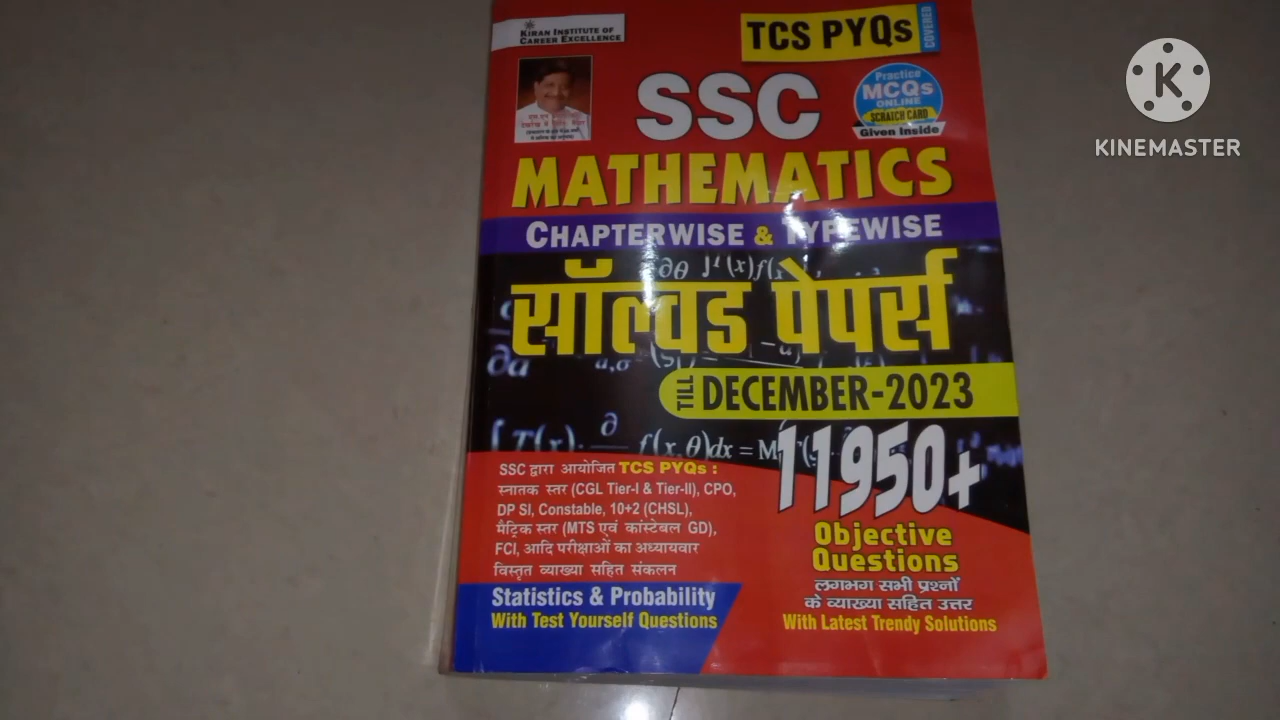 KIRAN INSTITUTE OF
CAREER EXCELLENCE
TCS PYQs
COVERED
SSC
Practice
MCQs
ONLINE
SCRATCH CARD
Given Inside
MATHEMATICS
CHAPTERWISE & TYPEWISE
सॉल्वड पेपर्स
TILL DECEMBER-2023
11950+
SSC द्वारा आयोजित TCS PYQs :
स्नातक स्तर (CGL Tier-I & Tier-II), CPO,
DP SI, Constable, 10+2 (CHSL),
मैट्रिक स्तर (MTS एवं कांस्टेबल GD),
FCI, आदि परीक्षाओं का अध्यायवार
विस्तृत व्याख्या सहित संकलन
Objective
Questions
लगभग सभी प्रश्नों
के व्याख्या सहित उत्तर
With Latest Trendy Solutions
Statistics & Probability
With Test Yourself Questions
KINEMASTER